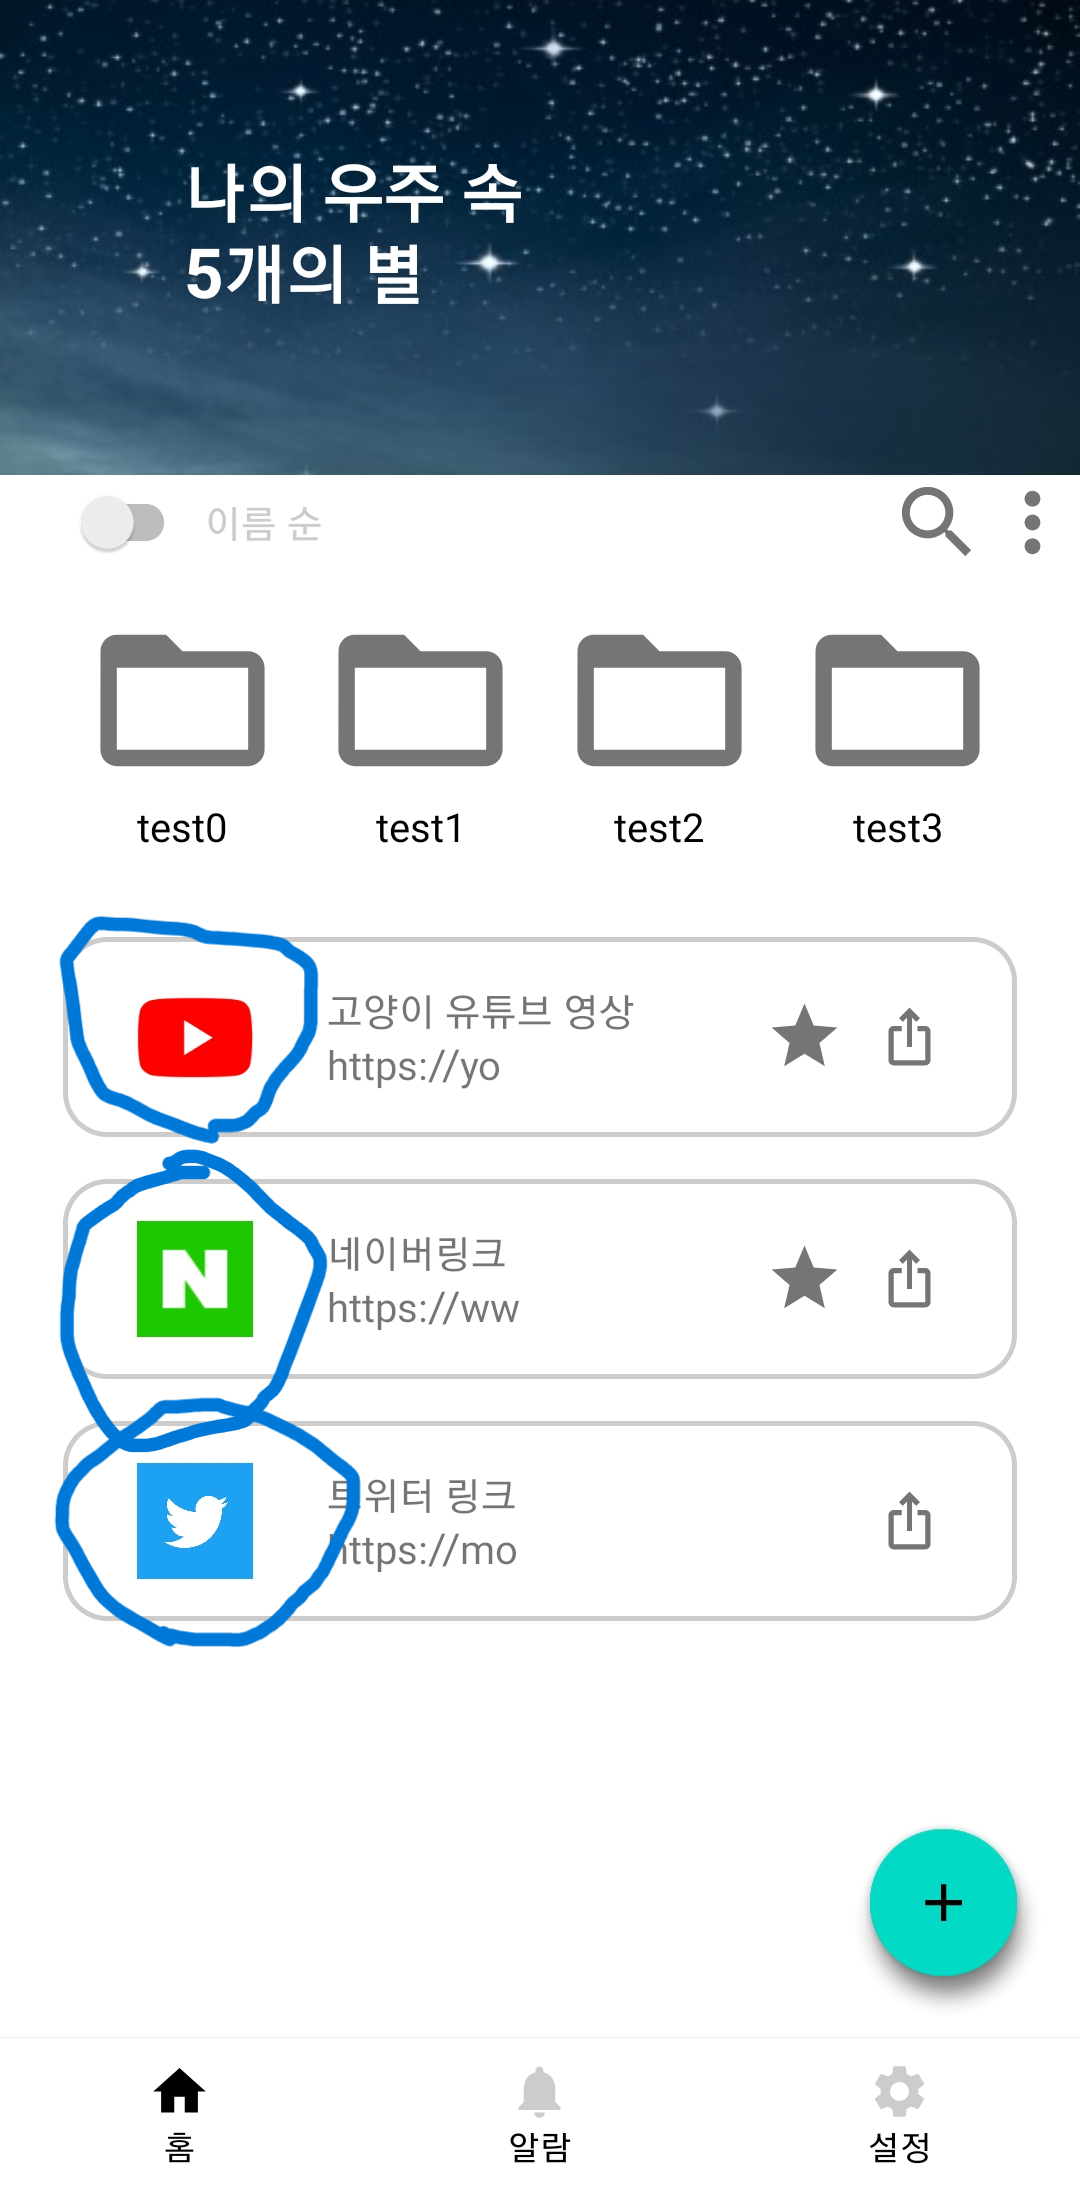 나의 우주 속
5개의 별
이름 순
test0 test1 test2 test3
고양이 유튜브 영상
https://yo
N
네이버링크
https://ww
트위터 링크
https://mo
홈 알람 설정